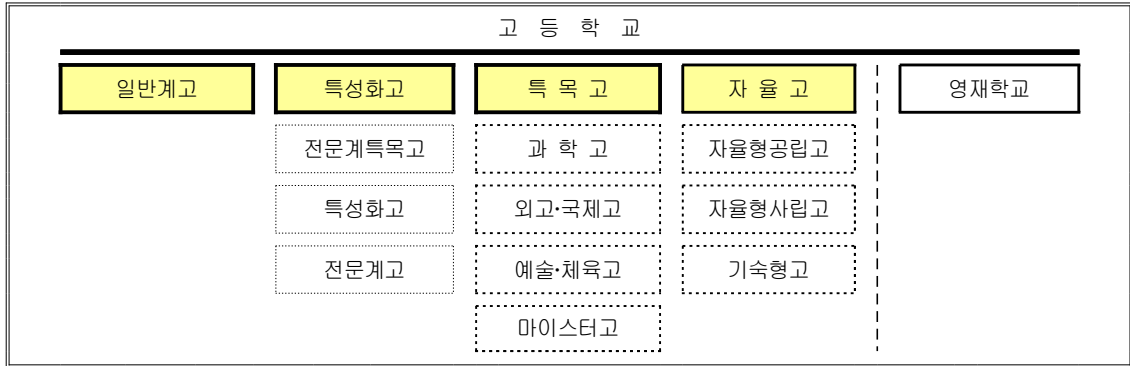 고 등 학 교
일반계고 특성화고 특 목 고 자 율 고 영재학교
전문계특목고 과 학 고 자율형공립고
특성화고 외고·국제고 자율형사립고
전문계고 예술·체육고 기숙형고
마이스터고